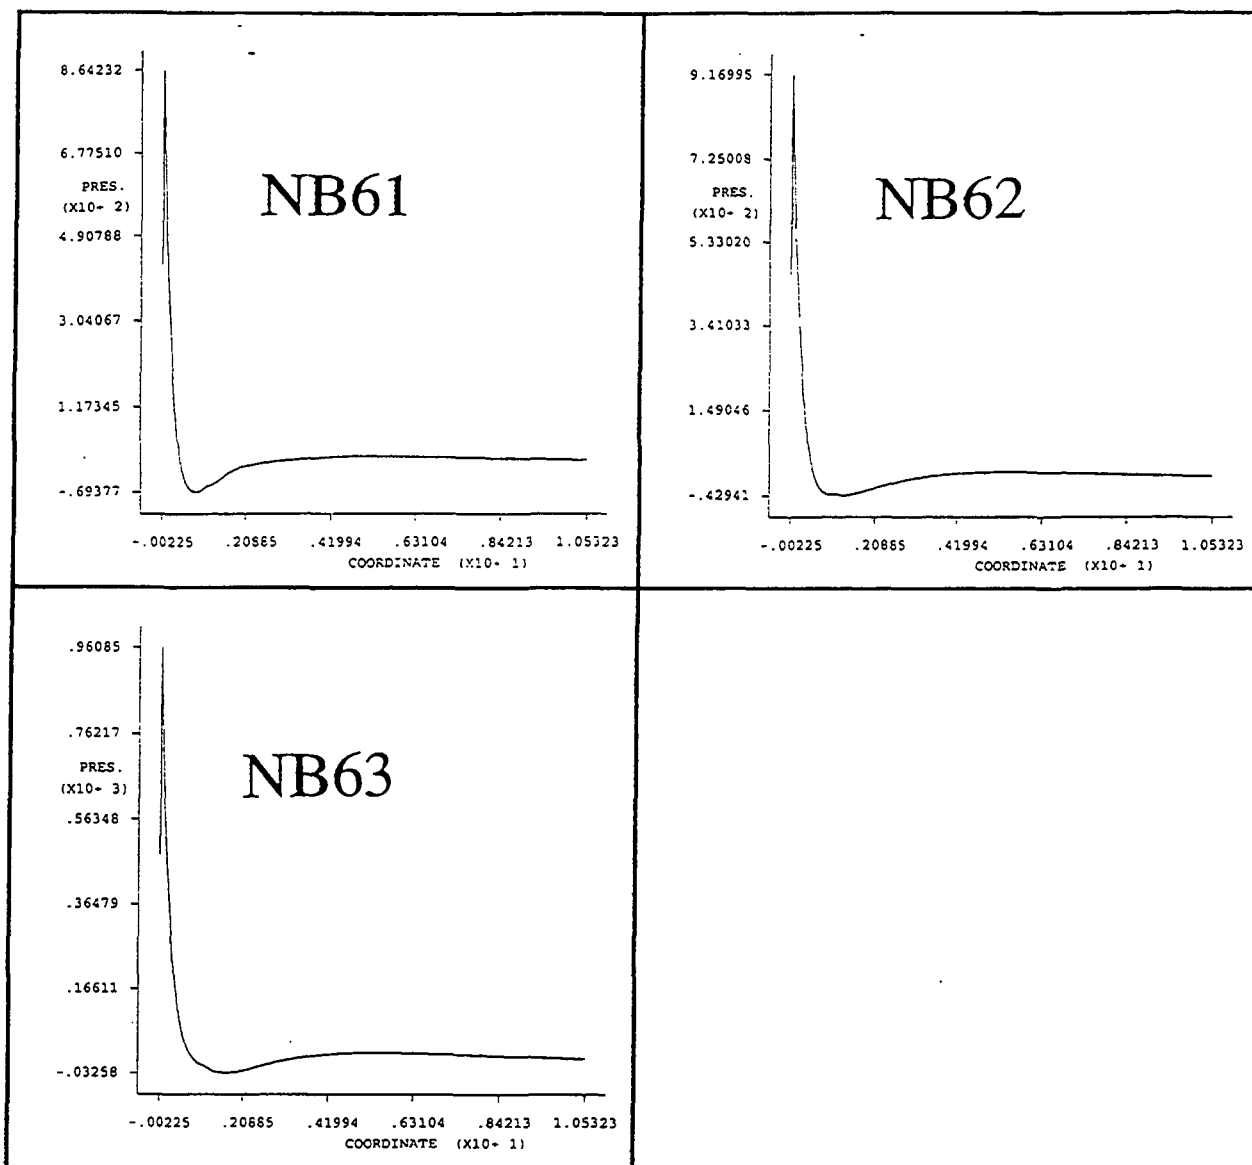 8.64232
6.77510
PRES.
(X10+ 2)
4.90788
3.04067
1.17345
-.69377
NB61
-.00225 .20885 .41994 .63104 .84213 1.05323
COORDINATE (X10+ 1)
9.16995
7.25008
PRES.
(X10+ 2)
5.33020
3.41033
1.49046
-.42941
NB62
-.00225 .20885 .41994 .63104 .84213 1.05323
COORDINATE (X10+ 1)
.96085
.76217
PRES.
(X10+ 3)
.56348
.36479
.16611
-.03258
NB63
-.00225 .20885 .41994 .63104 .84213 1.05323
COORDINATE (X10+ 1)